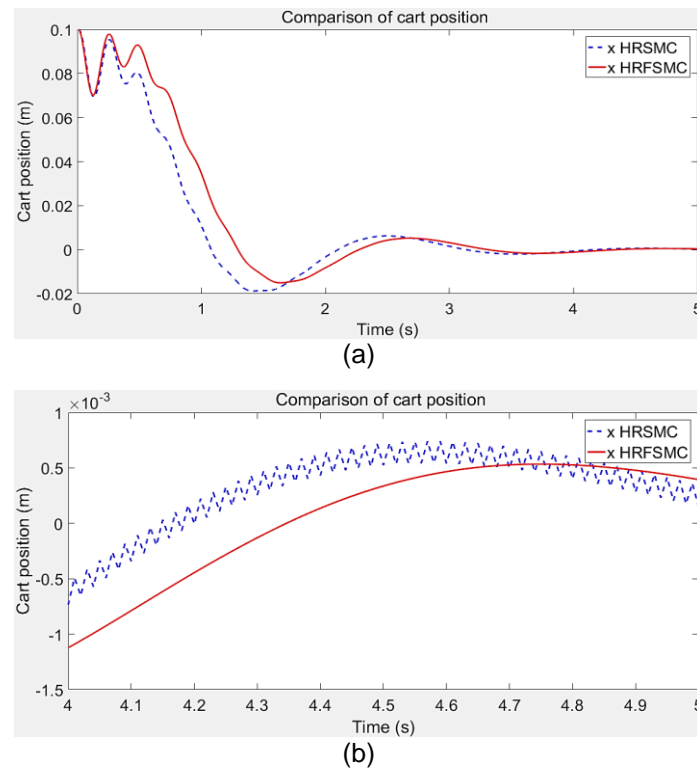 Comparison of cart position
0.1
0.08
0.06
0.04
0.02
0
-0.02
Cart position (m)
x HRSMC
x HRFSMC
0 1 2 3 4 5
Time (s)
(a)
Comparison of cart position
×10⁻³
1
0.5
0
-0.5
-1
-1.5
Cart position (m)
x HRSMC
x HRFSMC
4 4.1 4.2 4.3 4.4 4.5 4.6 4.7 4.8 4.9 5
Time (s)
(b)